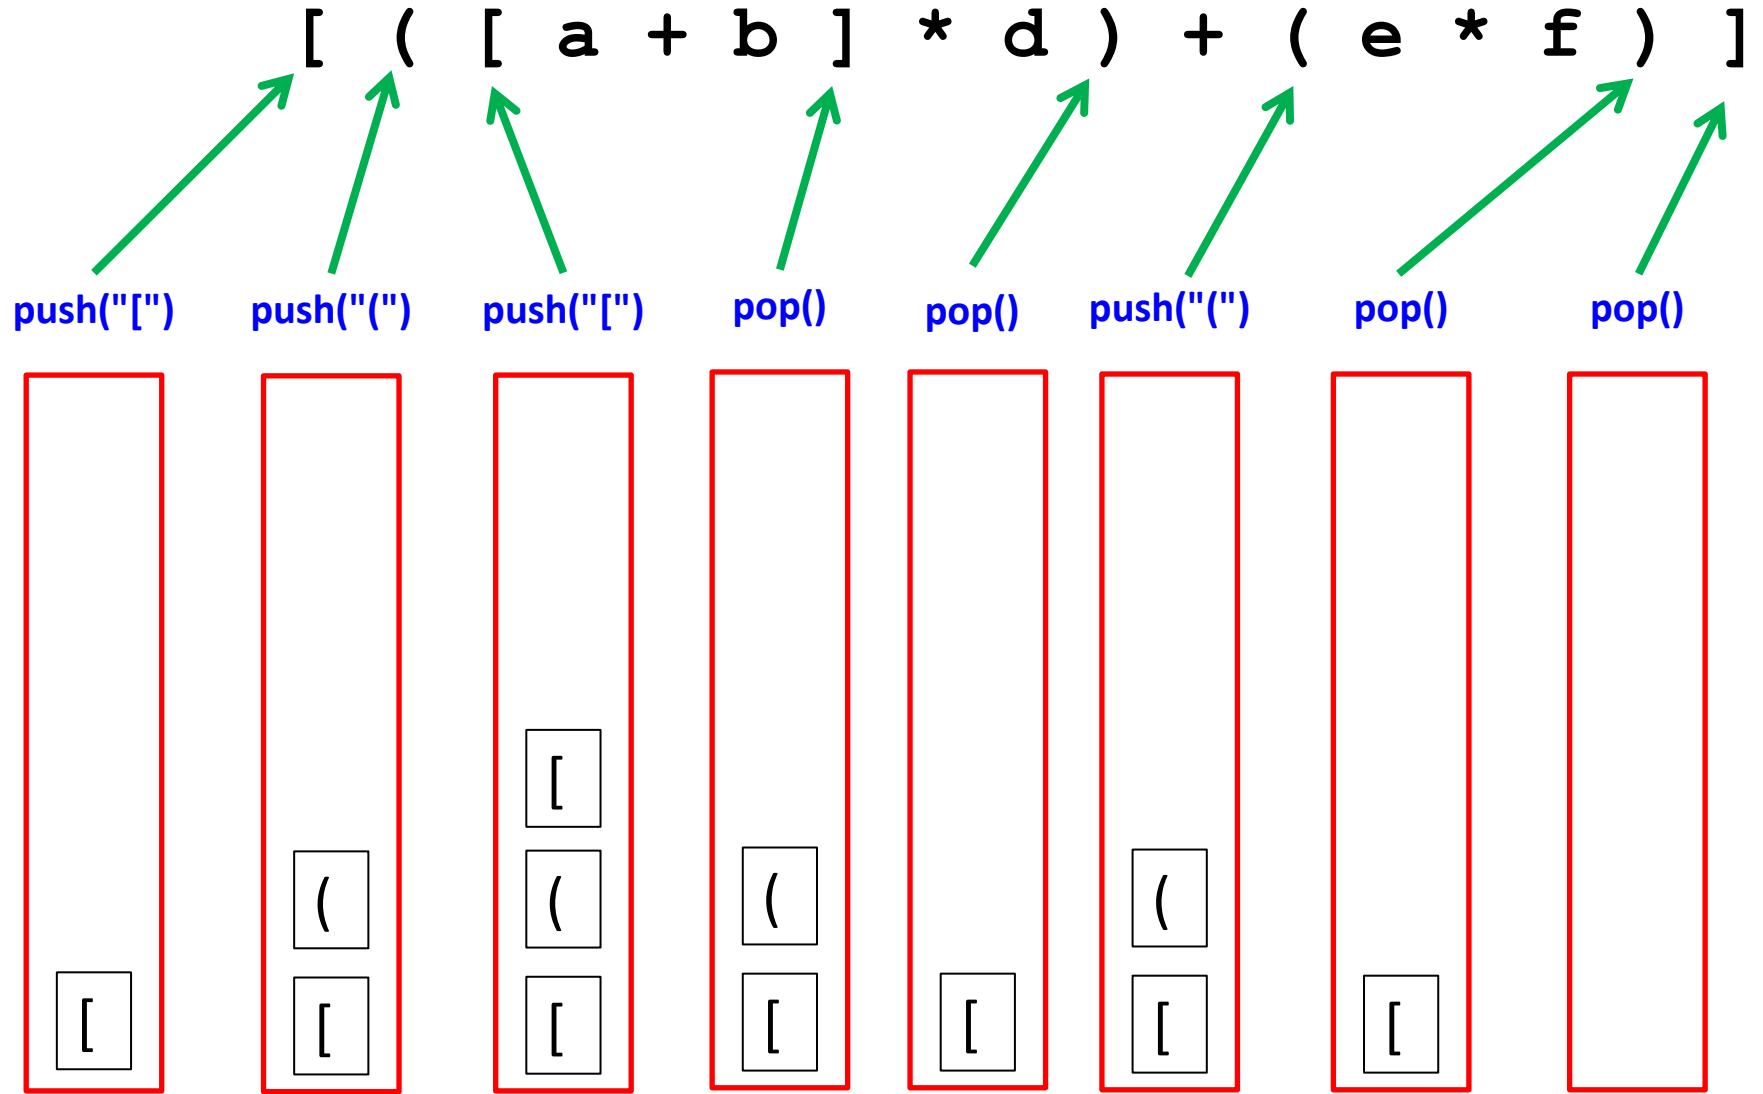 [ ( [ a + b ] * d ) + ( e * f ) ]
push("[") push("(") push("[") pop() pop() push("(") pop() pop()
[
( ( ( (
[ [ [ [ [ [ [